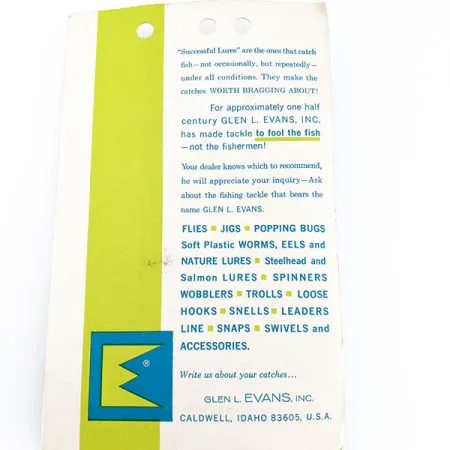 "Successful Lures" are the ones that catch
fish—not occasionally, but repeatedly—
under all conditions. They make the
catches WORTH BRAGGING ABOUT!
For approximately one half
century GLEN L. EVANS, INC.
has made tackle to fool the fish
—not the fishermen!
Your dealer knows which to recommend,
he will appreciate your inquiry—Ask
about the fishing tackle that bears the
name GLEN L. EVANS.
FLIES ■ JIGS ■ POPPING BUGS
Soft Plastic WORMS, EELS and
NATURE LURES ■ Steelhead and
Salmon LURES ■ SPINNERS
WOBBLERS ■ TROLLS ■ LOOSE
HOOKS ■ SNELLS ■ LEADERS
LINE ■ SNAPS ■ SWIVELS and
ACCESSORIES.
®
Write us about your catches...
GLEN L. EVANS, INC.
CALDWELL, IDAHO 83605, U.S.A.